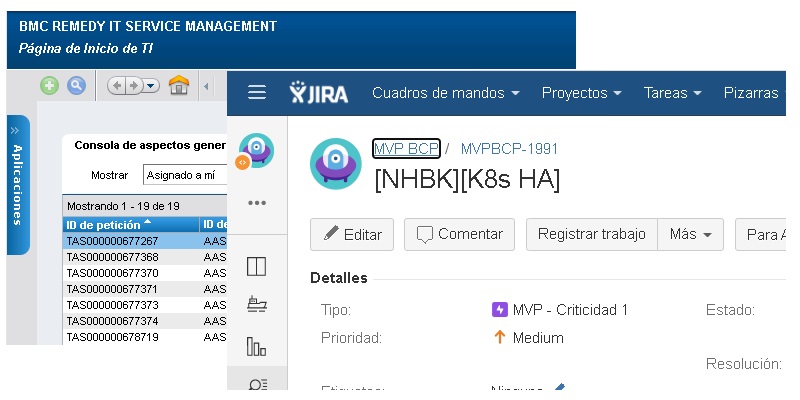 BMC REMEDY IT SERVICE MANAGEMENT
Página de Inicio de TI
Aplicaciones
Consola de aspectos gener
Mostrar Asignado a mí
Mostrando 1 - 19 de 19
ID de petición ID de
TAS000000677267 AAS
TAS000000677368 AAS
TAS000000677370 AAS
TAS000000677371 AAS
TAS000000677373 AAS
TAS000000677374 AAS
TAS000000678719 AAS
JIRA Cuadros de mandos Proyectos Tareas Pizarras
MVP BCP / MVPBCP-1991
[NHBK][K8s HA]
Editar Comentar Registrar trabajo Más Para A
Detalles
Tipo: MVP - Criticidad 1 Estado:
Prioridad: Medium
Resolución:
Etiquetas: Ninguno